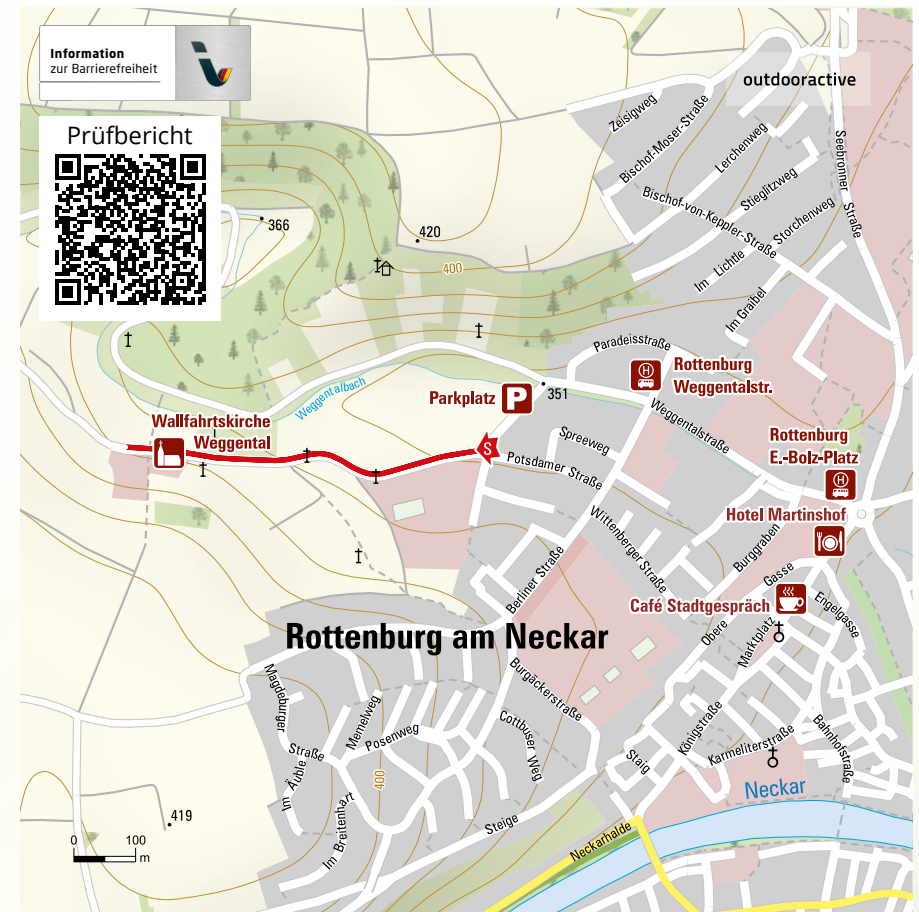 Information
zur Barrierefreiheit
outdooractive
Prüfbericht
Zeisigweg
Bischof-Moser-Straße
Lerchenweg
Seebronner Straße
Stieglitzweg
Bischof-von-Keppler-Straße
Storchenweg
366
420
400
Im Lichtle
Im Graibel
Paradeisstraße
Rottenburg
Weggentalstr.
351
Parkplatz
P
Weggentalbach
Wallfahrtskirche
Weggental
S
Spreeweg
Potsdamer Straße
Weggentalstraße
Rottenburg
E.-Bolz-Platz
H
H
Hotel Martinshof
Wittenberger Straße
Burggraben
Berliner Straße
Obere Gasse
Engelgasse
Café Stadtgespräch
Marktplatz
Rottenburg am Neckar
Magdeburger Straße
Memelweg
Posenweg
Burgäckerstraße
Cottbuser Weg
Königstraße
Karmeliterstraße
Bahnhofstraße
Staig
Im Äuble
Im Breitenhart
400
Steige
Neckar
Neckarhalde
419
0 100
m